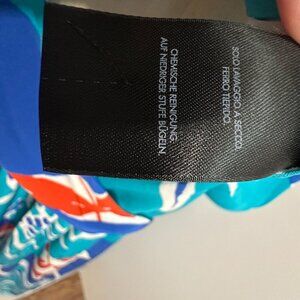 CHEMISCHE REINIGUNG.
AUF NIEDRIGER STUFE BÜGELN.
SOLO LAVAGGIO A SECCO.
FERRO TIEPIDO.